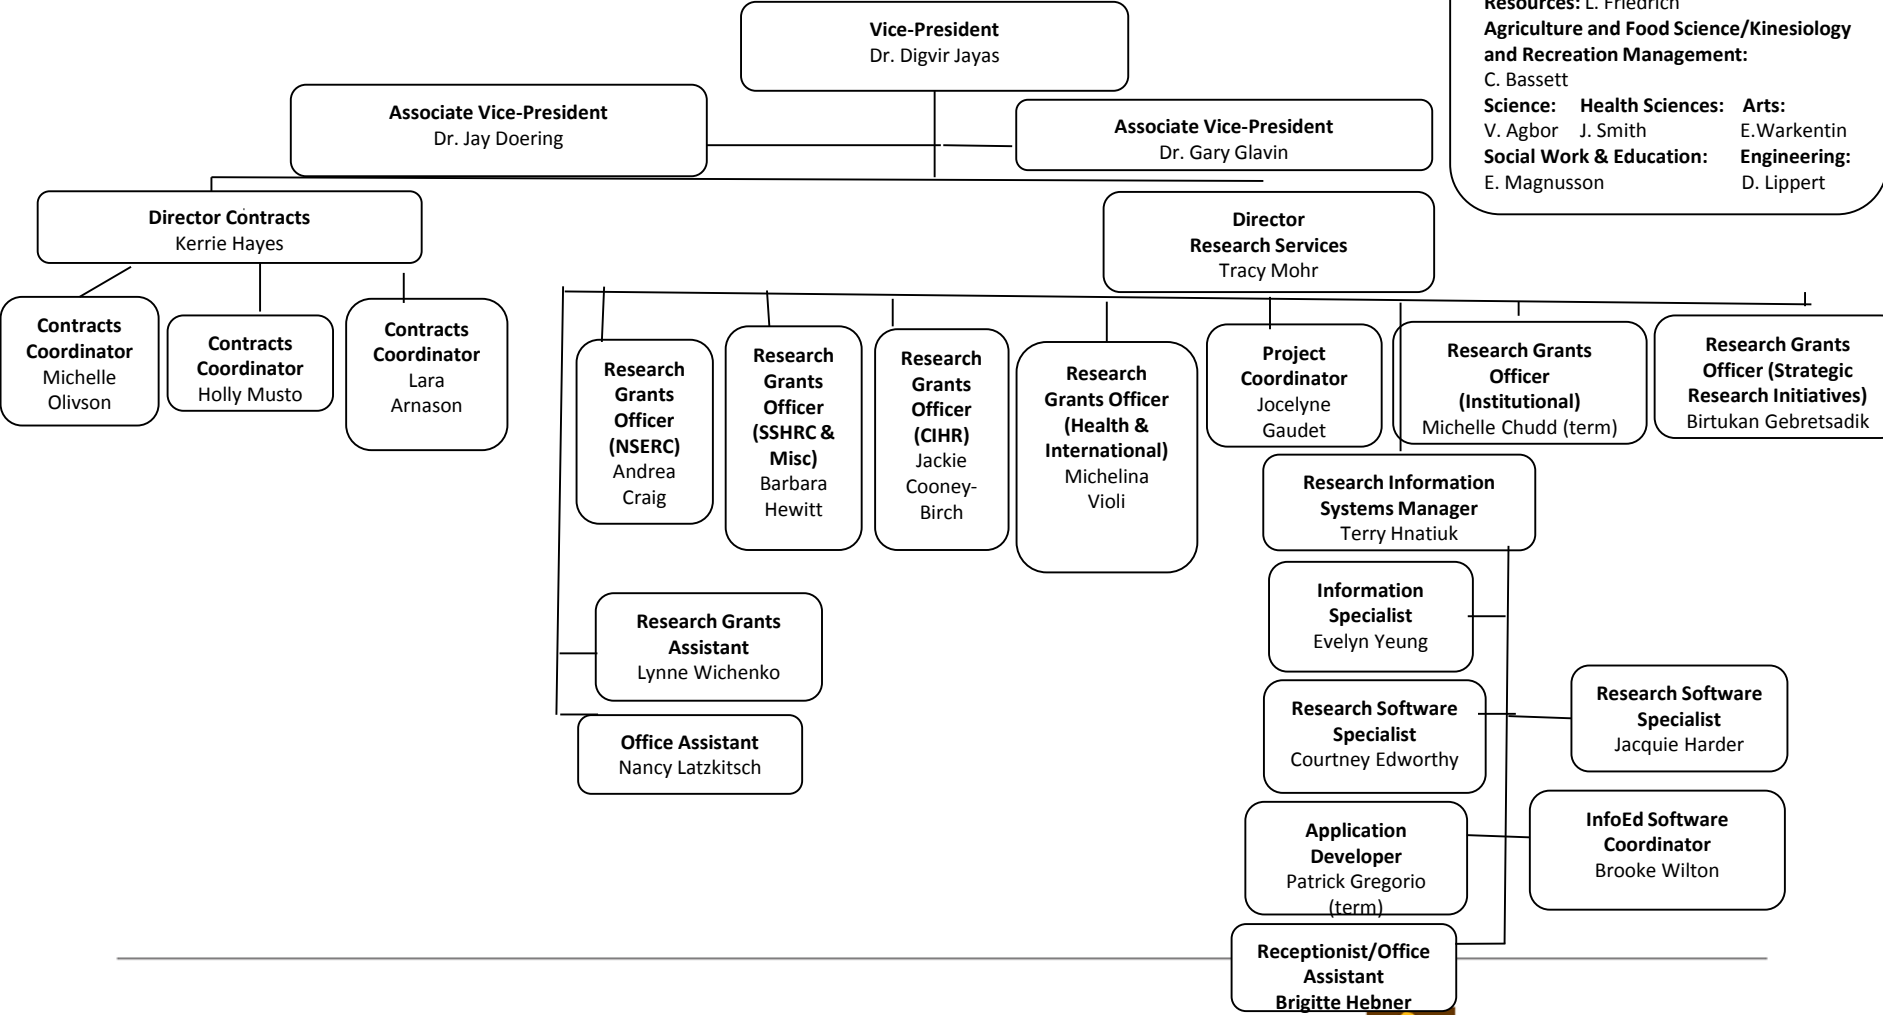 Vice-President
Dr. Digvir Jayas
Resources: L. Friedrich
Agriculture and Food Science/Kinesiology
and Recreation Management:
C. Bassett
Science: Health Sciences: Arts:
V. Agbor J. Smith E.Warkentin
Social Work & Education: Engineering:
E. Magnusson D. Lippert
Associate Vice-President
Dr. Jay Doering
Associate Vice-President
Dr. Gary Glavin
Director Contracts
Kerrie Hayes
Director
Research Services
Tracy Mohr
Contracts
Coordinator
Michelle
Olivson
Contracts
Coordinator
Holly Musto
Contracts
Coordinator
Lara
Arnason
Research
Grants
Officer
(NSERC)
Andrea
Craig
Research
Grants
Officer
(SSHRC &
Misc)
Barbara
Hewitt
Research
Grants
Officer
(CIHR)
Jackie
Cooney-
Birch
Research
Grants Officer
(Health &
International)
Michelina
Violi
Project
Coordinator
Jocelyne
Gaudet
Research Grants
Officer
(Institutional)
Michelle Chudd (term)
Research Grants
Officer (Strategic
Research Initiatives)
Birtukan Gebretsadik
Research Information
Systems Manager
Terry Hnatiuk
Information
Specialist
Evelyn Yeung
Research Grants
Assistant
Lynne Wichenko
Office Assistant
Nancy Latzkitsch
Research Software
Specialist
Courtney Edworthy
Research Software
Specialist
Jacquie Harder
Application
Developer
Patrick Gregorio
(term)
InfoEd Software
Coordinator
Brooke Wilton
Receptionist/Office
Assistant
Brigitte Hebner